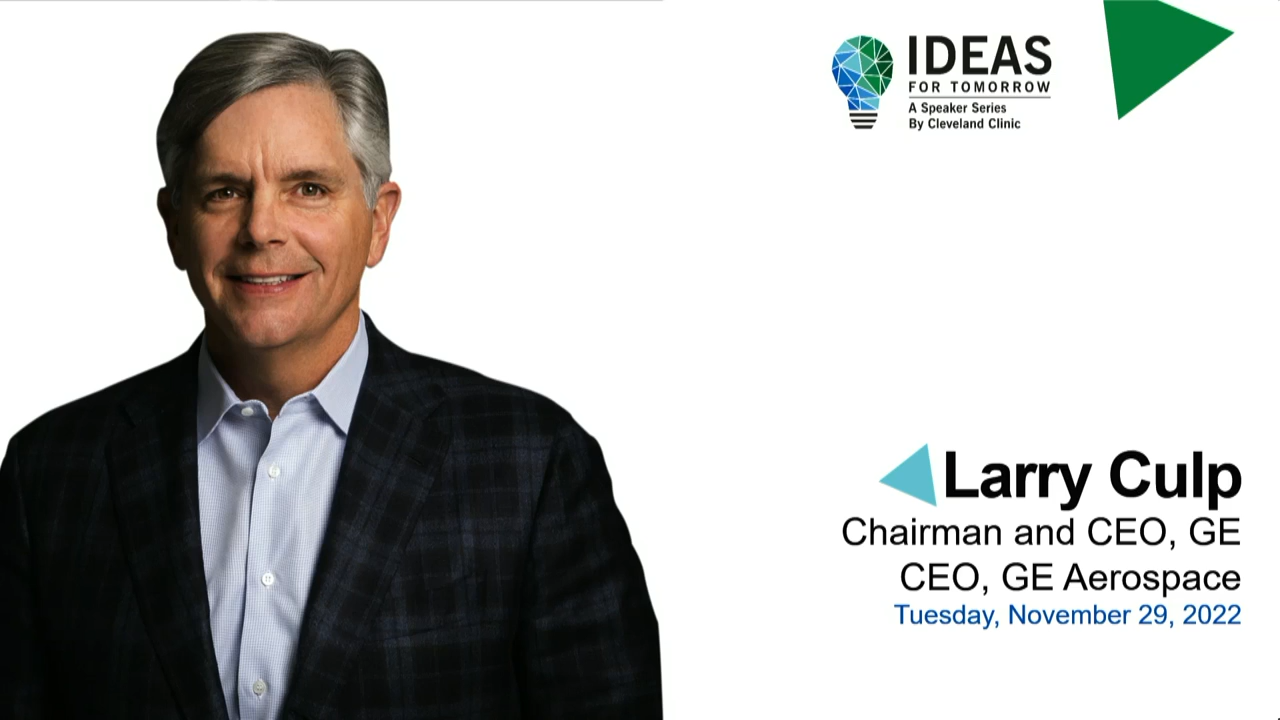 IDEAS
FOR TOMORROW
A Speaker Series
By Cleveland Clinic
Larry Culp
Chairman and CEO, GE
CEO, GE Aerospace
Tuesday, November 29, 2022